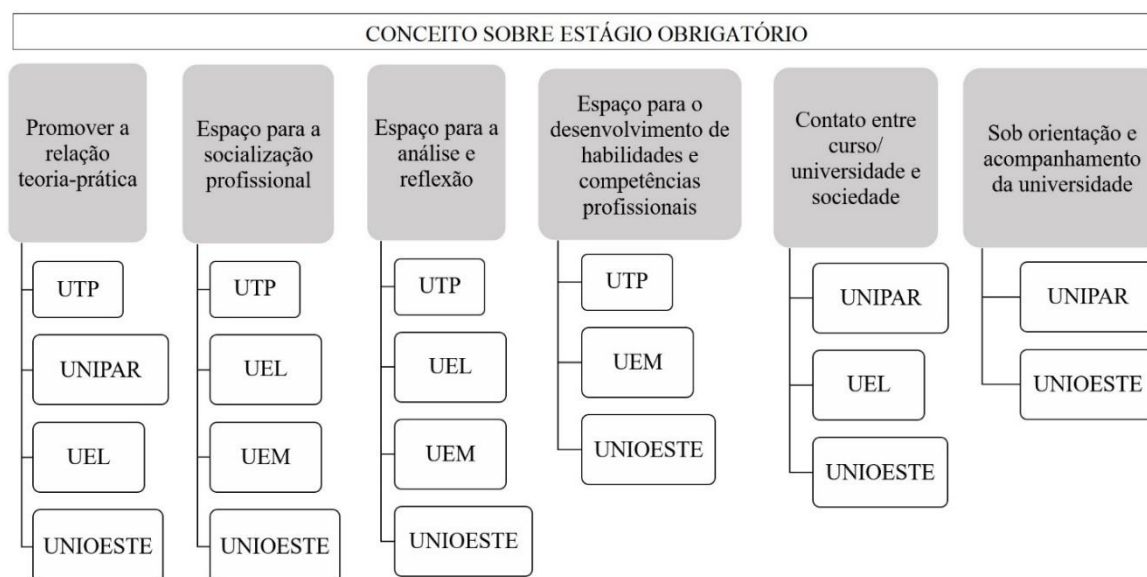 CONCEITO SOBRE ESTÁGIO OBRIGATÓRIO
Promover a
relação
teoria-prática
UTP
UNIPAR
UEL
UNIOESTE
Espaço para a
socialização
profissional
UTP
UEL
UEM
UNIOESTE
Espaço para a
análise e
reflexão
UTP
UEL
UEM
UNIOESTE
Espaço para o
desenvolvimento de
habilidades e
competências
profissionais
UTP
UEM
UNIOESTE
Contato entre
curso/
universidade e
sociedade
UNIPAR
UEL
UNIOESTE
Sob orientação e
acompanhamento
da universidade
UNIPAR
UNIOESTE